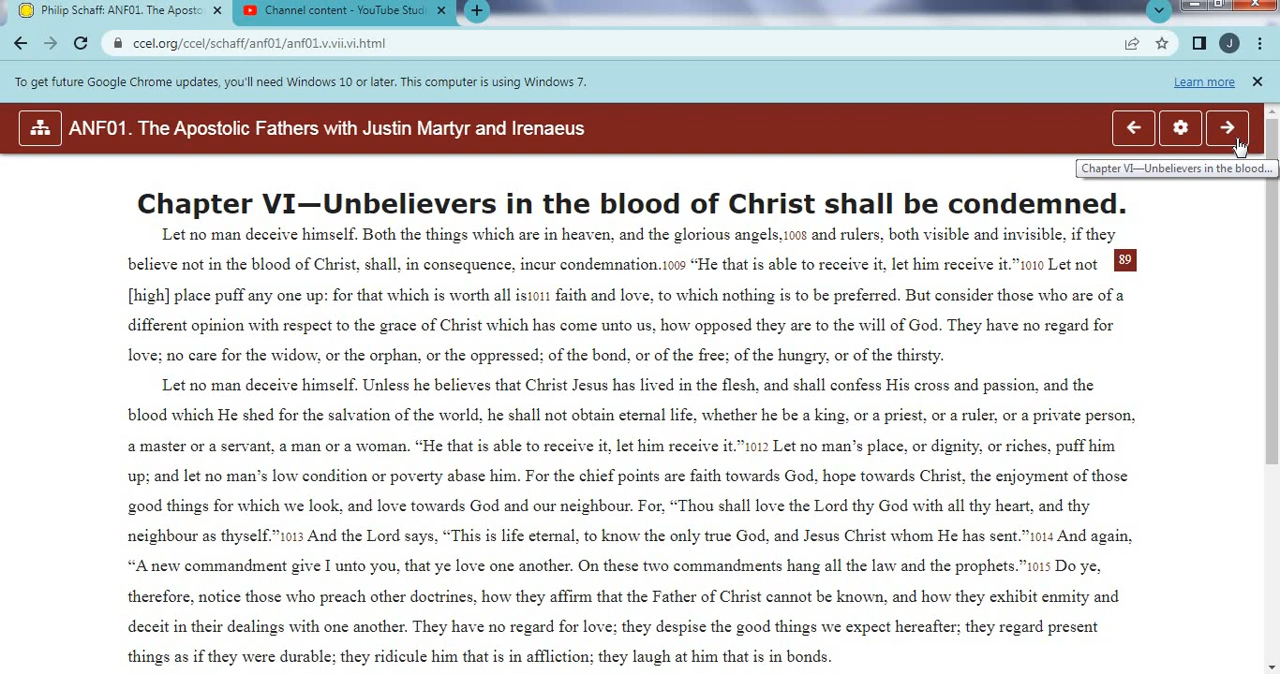 Philip Schaff: ANF01. The Aposto
Channel content - YouTube Studi
ccel.org/ccel/schaff/anf01/anf01.v.vii.vi.html
J
To get future Google Chrome updates, you'll need Windows 10 or later. This computer is using Windows 7.
Learn more
ANF01. The Apostolic Fathers with Justin Martyr and Irenaeus
Chapter VI—Unbelievers in the blood...
Chapter VI—Unbelievers in the blood of Christ shall be condemned.
Let no man deceive himself. Both the things which are in heaven, and the glorious angels,1008 and rulers, both visible and invisible, if they
believe not in the blood of Christ, shall, in consequence, incur condemnation.1009 “He that is able to receive it, let him receive it.”1010 Let not
89
[high] place puff any one up: for that which is worth all is1011 faith and love, to which nothing is to be preferred. But consider those who are of a
different opinion with respect to the grace of Christ which has come unto us, how opposed they are to the will of God. They have no regard for
love; no care for the widow, or the orphan, or the oppressed; of the bond, or of the free; of the hungry, or of the thirsty.
Let no man deceive himself. Unless he believes that Christ Jesus has lived in the flesh, and shall confess His cross and passion, and the
blood which He shed for the salvation of the world, he shall not obtain eternal life, whether he be a king, or a priest, or a ruler, or a private person,
a master or a servant, a man or a woman. “He that is able to receive it, let him receive it.”1012 Let no man’s place, or dignity, or riches, puff him
up; and let no man’s low condition or poverty abase him. For the chief points are faith towards God, hope towards Christ, the enjoyment of those
good things for which we look, and love towards God and our neighbour. For, “Thou shall love the Lord thy God with all thy heart, and thy
neighbour as thyself.”1013 And the Lord says, “This is life eternal, to know the only true God, and Jesus Christ whom He has sent.”1014 And again,
“A new commandment give I unto you, that ye love one another. On these two commandments hang all the law and the prophets.”1015 Do ye,
therefore, notice those who preach other doctrines, how they affirm that the Father of Christ cannot be known, and how they exhibit enmity and
deceit in their dealings with one another. They have no regard for love; they despise the good things we expect hereafter; they regard present
things as if they were durable; they ridicule him that is in affliction; they laugh at him that is in bonds.